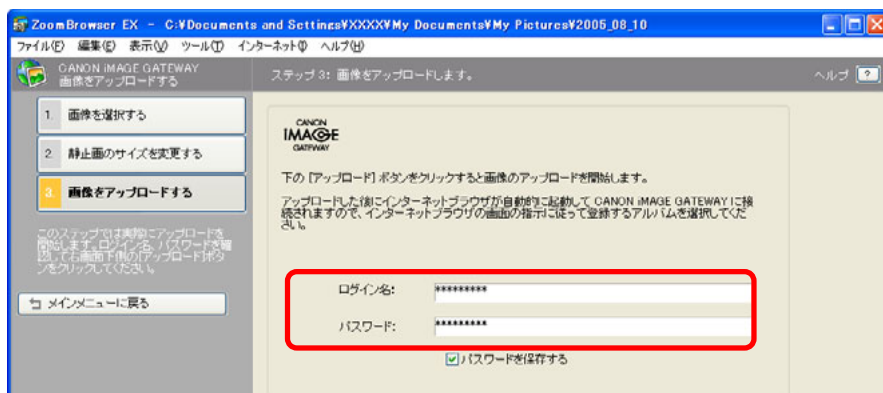 ZoomBrowser EX - C:¥Documents and Settings¥XXXX¥My Documents¥My Pictures¥2005_08_10
ファイル(F) 編集(E) 表示(V) ツール(T) インターネット(I) ヘルプ(H)
CANON iMAGE GATEWAY
画像をアップロードする
ステップ 3: 画像をアップロードします。
ヘルプ ?
1. 画像を選択する
2. 静止画のサイズを変更する
3. 画像をアップロードする
このステップでは実際にアップロードを
開始します。ログイン名、パスワードを確
認して右画面下側の[アップロード]ボタ
ンをクリックしてください。
メインメニューに戻る
CANON
IMAGE
GATEWAY
下の [アップロード] ボタンをクリックすると画像のアップロードを開始します。
アップロードした後にインターネットブラウザが自動的に起動して CANON iMAGE GATEWAY に接
続されますので、インターネットブラウザの画面の指示に従って登録するアルバムを選択してくだ
さい。
ログイン名: *********
パスワード: *********
パスワードを保存する